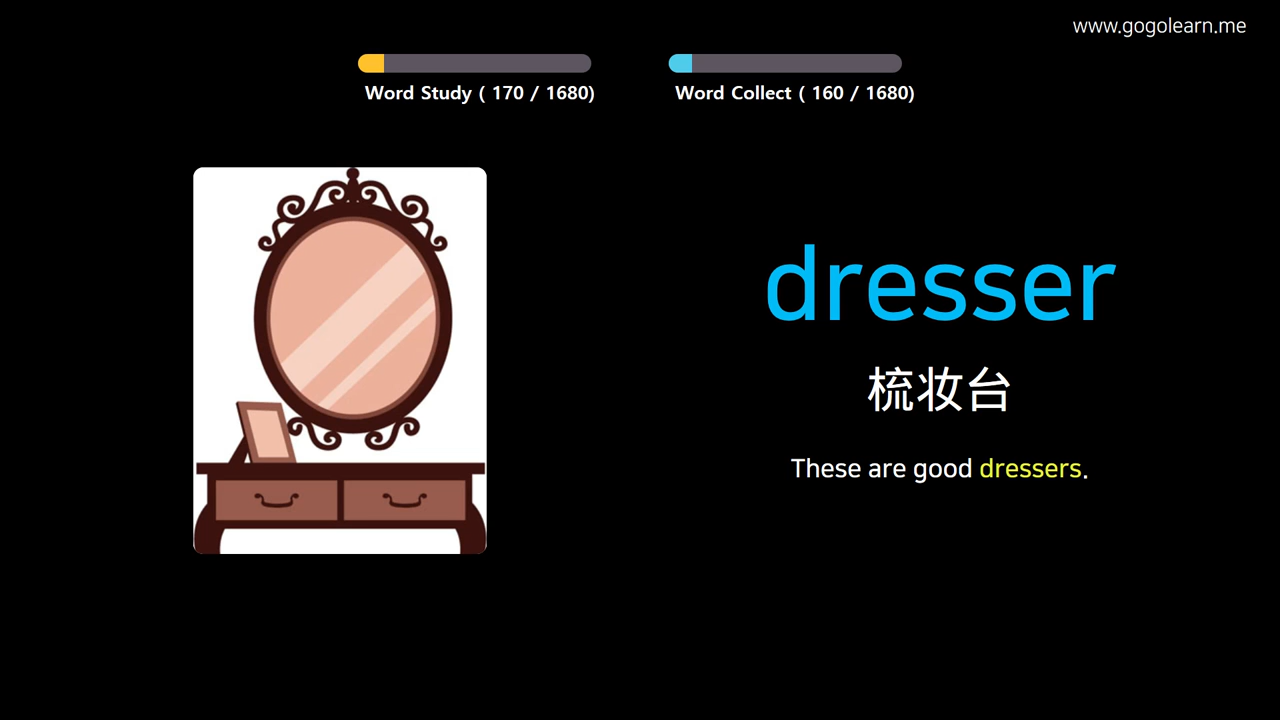 www.gogolearn.me
Word Study ( 170 / 1680)
Word Collect ( 160 / 1680)
dresser
梳妆台
These are good dressers.